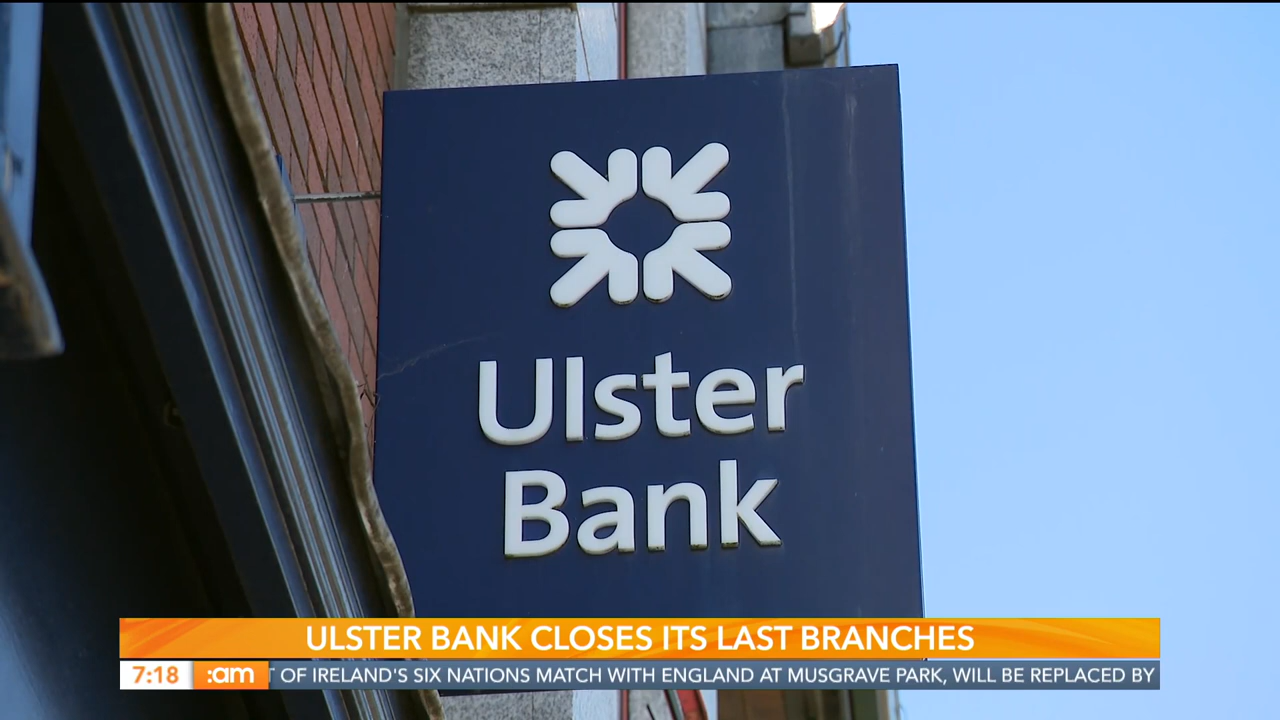 Ulster
Bank
ULSTER BANK CLOSES ITS LAST BRANCHES
7:18 :am T OF IRELAND'S SIX NATIONS MATCH WITH ENGLAND AT MUSGRAVE PARK, WILL BE REPLACED BY